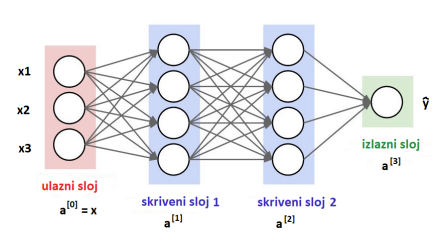 x1
x2
x3
ŷ
ulazni sloj
a[0] = x
skriveni sloj 1
a[1]
skriveni sloj 2
a[2]
izlazni sloj
a[3]